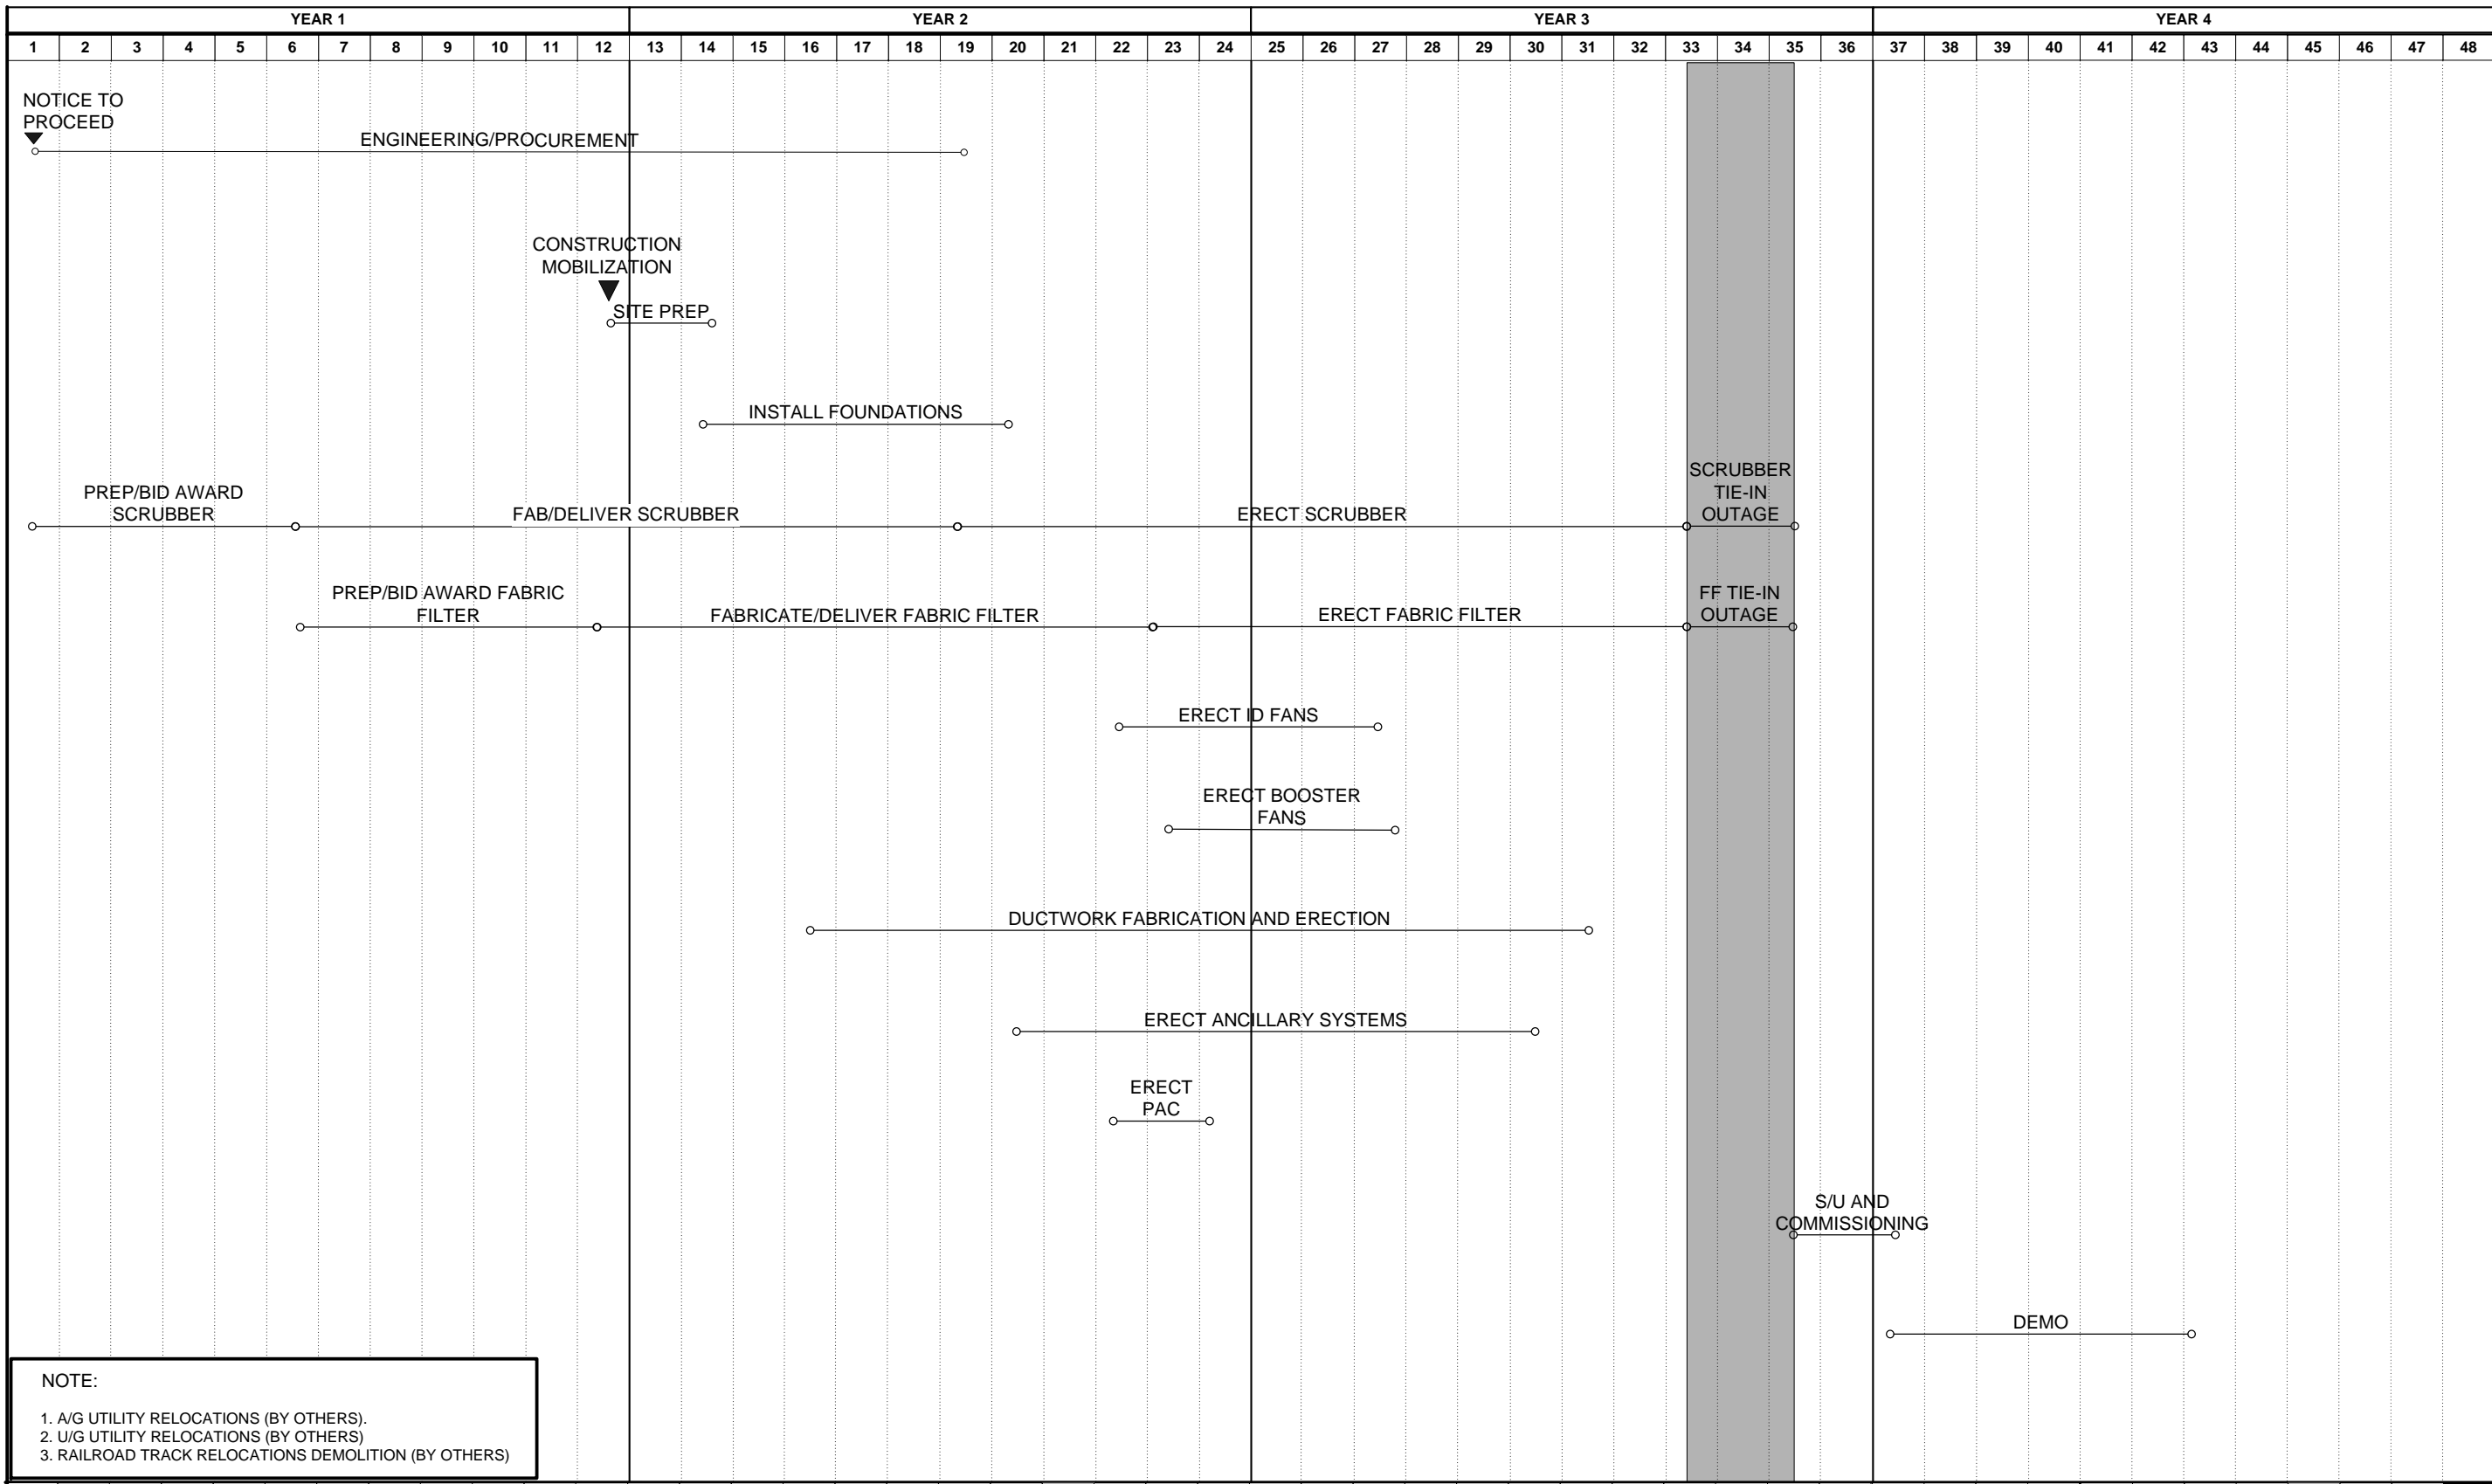 YEAR 1 YEAR 2 YEAR 3 YEAR 4
1 2 3 4 5 6 7 8 9 10 11 12 13 14 15 16 17 18 19 20 21 22 23 24 25 26 27 28 29 30 31 32 33 34 35 36 37 38 39 40 41 42 43 44 45 46 47 48
NOTICE TO
PROCEED
ENGINEERING/PROCUREMENT
CONSTRUCTION
MOBILIZATION
SITE PREP
INSTALL FOUNDATIONS
PREP/BID AWARD
SCRUBBER
FAB/DELIVER SCRUBBER
ERECT SCRUBBER
SCRUBBER
TIE-IN
OUTAGE
PREP/BID AWARD FABRIC
FILTER
FABRICATE/DELIVER FABRIC FILTER
ERECT FABRIC FILTER
FF TIE-IN
OUTAGE
ERECT ID FANS
ERECT BOOSTER
FANS
DUCTWORK FABRICATION AND ERECTION
ERECT ANCILLARY SYSTEMS
ERECT
PAC
S/U AND
COMMISSIONING
DEMO
NOTE:
1. A/G UTILITY RELOCATIONS (BY OTHERS).
2. U/G UTILITY RELOCATIONS (BY OTHERS)
3. RAILROAD TRACK RELOCATIONS DEMOLITION (BY OTHERS)